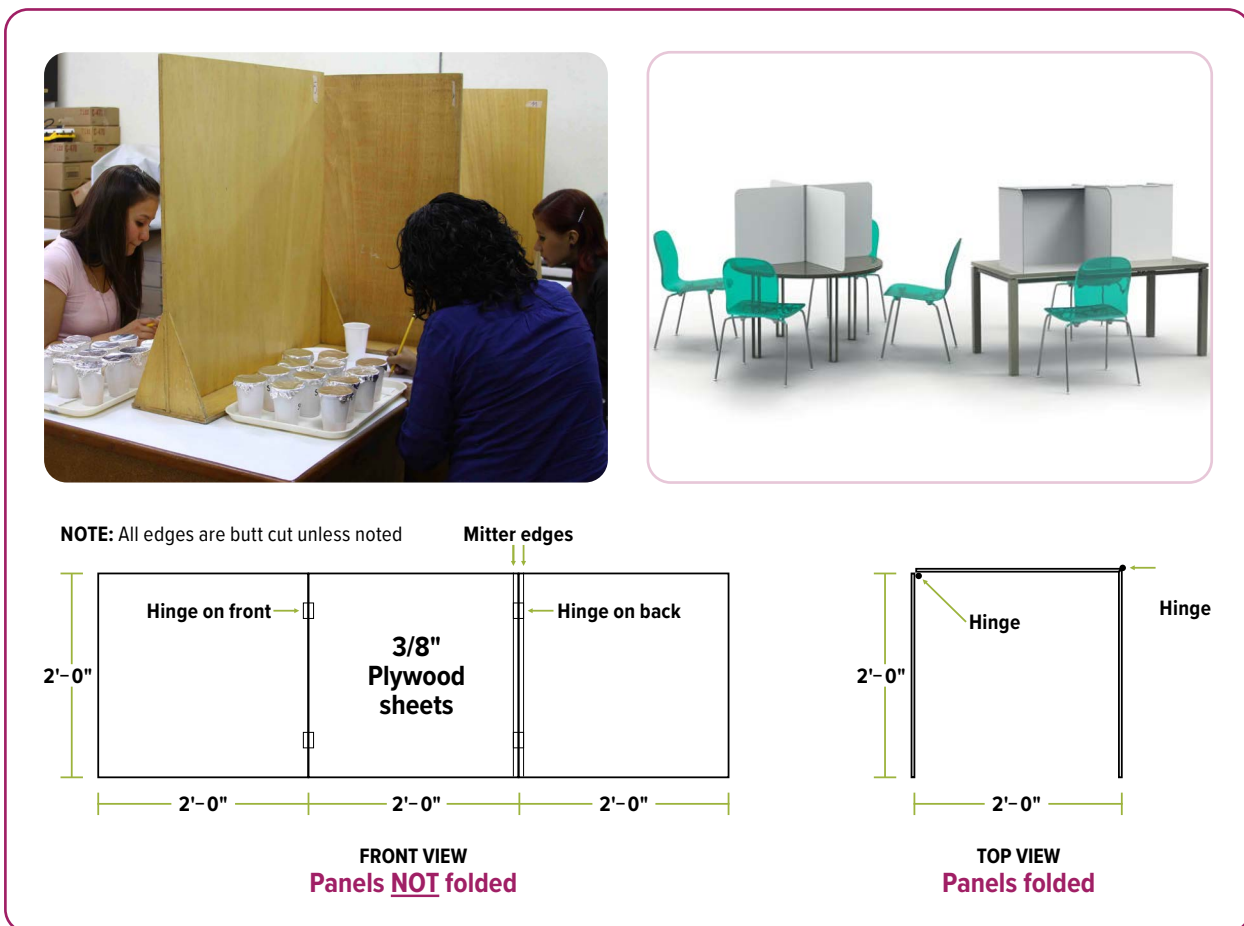 NOTE: All edges are butt cut unless noted
Mitter edges
Hinge on front
Hinge on back
3/8"
Plywood
sheets
2'–0"
2'–0"
2'–0"
2'–0"
FRONT VIEW
Panels NOT folded
Hinge
Hinge
2'–0"
2'–0"
TOP VIEW
Panels folded